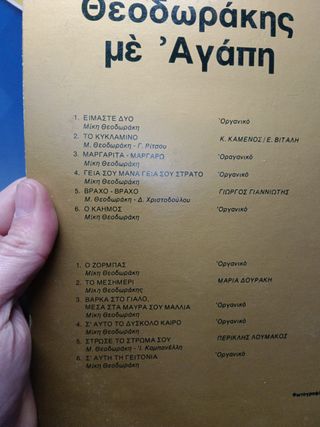 Θεοδωράκης
μὲ ᾿Αγάπη
1. ΕΙΜΑΣΤΕ ΔΥΟ ᾿Οργανικό
Μίκη Θεοδωράκη
2. ΤΟ ΚΥΚΛΑΜΙΝΟ Κ. ΚΑΜΕΝΟΣ/Ε. ΒΙΤΑΛΗ
Μ. Θεοδωράκη - Γ. Ρίτσου
3. ΜΑΡΓΑΡΙΤΑ - ΜΑΡΓΑΡΩ ᾿Οραγανικό
Μίκη Θεοδωράκη
4. ΓΕΙΑ ΣΟΥ ΜΑΝΑ ΓΕΙΑ ΣΟΥ ΣΤΡΑΤΟ ᾿Οργανικό
Μίκη Θεοδωράκη
5. ΒΡΑΧΟ - ΒΡΑΧΟ ΓΙΩΡΓΟΣ ΓΙΑΝΝΙΩΤΗΣ
Μ. Θεοδωράκη - Δ. Χριστοδούλου
6. Ο ΚΑΗΜΟΣ ᾿Οργανικό
Μίκη Θεοδωράκη
1. Ο ΖΟΡΜΠΑΣ ᾿Οργανικό
Μίκη Θεοδωράκη
2. ΤΟ ΜΕΣΗΜΕΡΙ ΜΑΡΙΑ ΔΟΥΡΑΚΗ
Μίκη Θεοδωράκης
3. ΒΑΡΚΑ ΣΤΟ ΓΙΑΛΟ,
ΜΕΣΑ ΣΤΑ ΜΑΥΡΑ ΣΟΥ ΜΑΛΛΙΑ ᾿Οργανικό
Μίκη Θεοδωράκη
4. Σ' ΑΥΤΟ ΤΟ ΔΥΣΚΟΛΟ ΚΑΙΡΟ ᾿Οργανικό
Μίκη Θεοδωράκη
5. ΣΤΡΩΣΕ ΤΟ ΣΤΡΩΜΑ ΣΟΥ ΠΕΡΙΚΛΗΣ ΛΟΥΜΑΚΟΣ
Μ. Θεοδωράκη - Ἰ. Καμπανέλλη
6. Σ' ΑΥΤΗ ΤΗ ΓΕΙΤΟΝΙΑ ᾿Οργανικό
Μίκη Θεοδωράκη